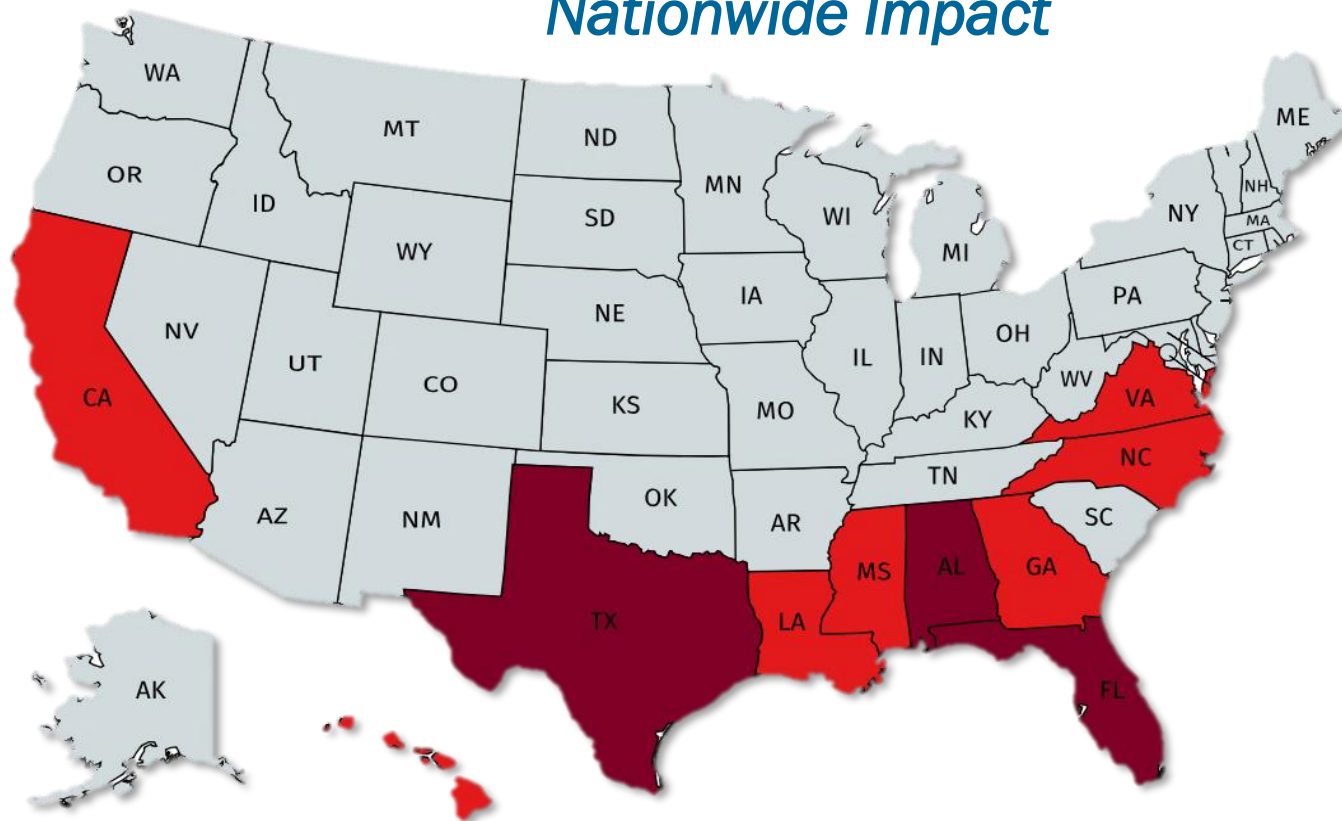 Nationwide Impact
WA
MT
ND
ME
OR
MN
ID
SD
WI
NH
NY
MA
WY
MI
CT
IA
PA
NE
NV
OH
UT
IL
IN
CO
WV
CA
KS
MO
VA
KY
NC
TN
OK
AZ
NM
AR
SC
MS
AL
GA
TX
LA
AK
FL